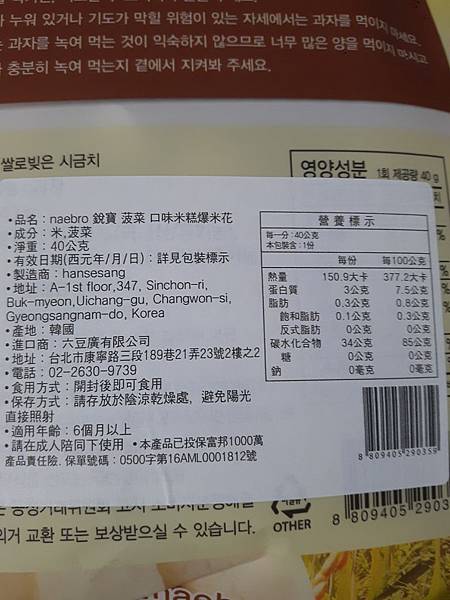 누워 있거나 기도가 막힐 위험이 있는 자세에서는 과자를 먹이지 마세요.
과자를 녹여 먹는 것이 익숙하지 않으므로 너무 많은 양을 먹이지 마시고
충분히 녹여 먹는지 곁에서 지켜봐 주세요.
쌀로빚은 시금치
영양성분 1회 제공량 40 g
•品名：naebro 銳寶 菠菜 口味米糕爆米花
•成分：米,菠菜
•淨重：40公克
•有效日期(西元年/月/日)：詳見包裝標示
•製造商：hansesang
•地址：A-1st floor,347, Sinchon-ri,
Buk-myeon,Uichang-gu, Changwon-si,
Gyeongsangnam-do, Korea
•產地：韓國
•進口商：六豆廣有限公司
•地址：台北市康寧路三段189巷21弄23號2樓之2
•電話：02-2630-9739
•食用方式：開封後即可食用
•保存方式：請存放於陰涼乾燥處，避免陽光
直接照射
•適用年齡：6個月以上
•請在成人陪同下使用 •本產品已投保富邦1000萬
產品責任險. 保單號碼：0500字第16AML0001812號
營養標示
每一分：40公克
本包裝含：1份
每份 每100公克
熱量 150.9大卡 377.2大卡
蛋白質 3公克 7.5公克
脂肪 0.3公克 0.8公克
飽和脂肪 0.1公克 0.3公克
反式脂肪 0公克 0公克
碳水化合物 34公克 85公克
糖 0公克 0公克
鈉 0毫克 0毫克
8 809405 290358
OTHER
8 809405 2903
교환 또는 보상받으실 수 있습니다.